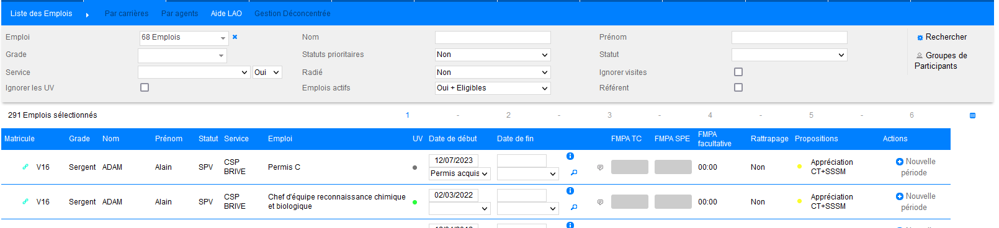 Liste des Emplois Par carrières Par agents Aide LAO Gestion Déconcentrée
Emploi 68 Emplois Nom Prénom Rechercher
Grade Statuts prioritaires Non Statut Groupes de
Participants
Service Oui Radié Non Ignorer visites
Ignorer les UV Emplois actifs Oui + Eligibles Référent
291 Emplois sélectionnés 1 - 2 - 3 - 4 - 5 - 6
Matricule Grade Nom Prénom Statut Service Emploi UV Date de début Date de fin FMPA TC FMPA SPE FMPA
facultative Rattrapage Propositions Actions
V16 Sergent ADAM Alain SPV CSP
BRIVE Permis C 12/07/2023
Permis acquis 00:00 Non Appréciation
CT+SSSM Nouvelle
période
V16 Sergent ADAM Alain SPV CSP
BRIVE Chef d'équipe reconnaissance chimique
et biologique 02/03/2022 00:00 Non Appréciation
CT+SSSM Nouvelle
période